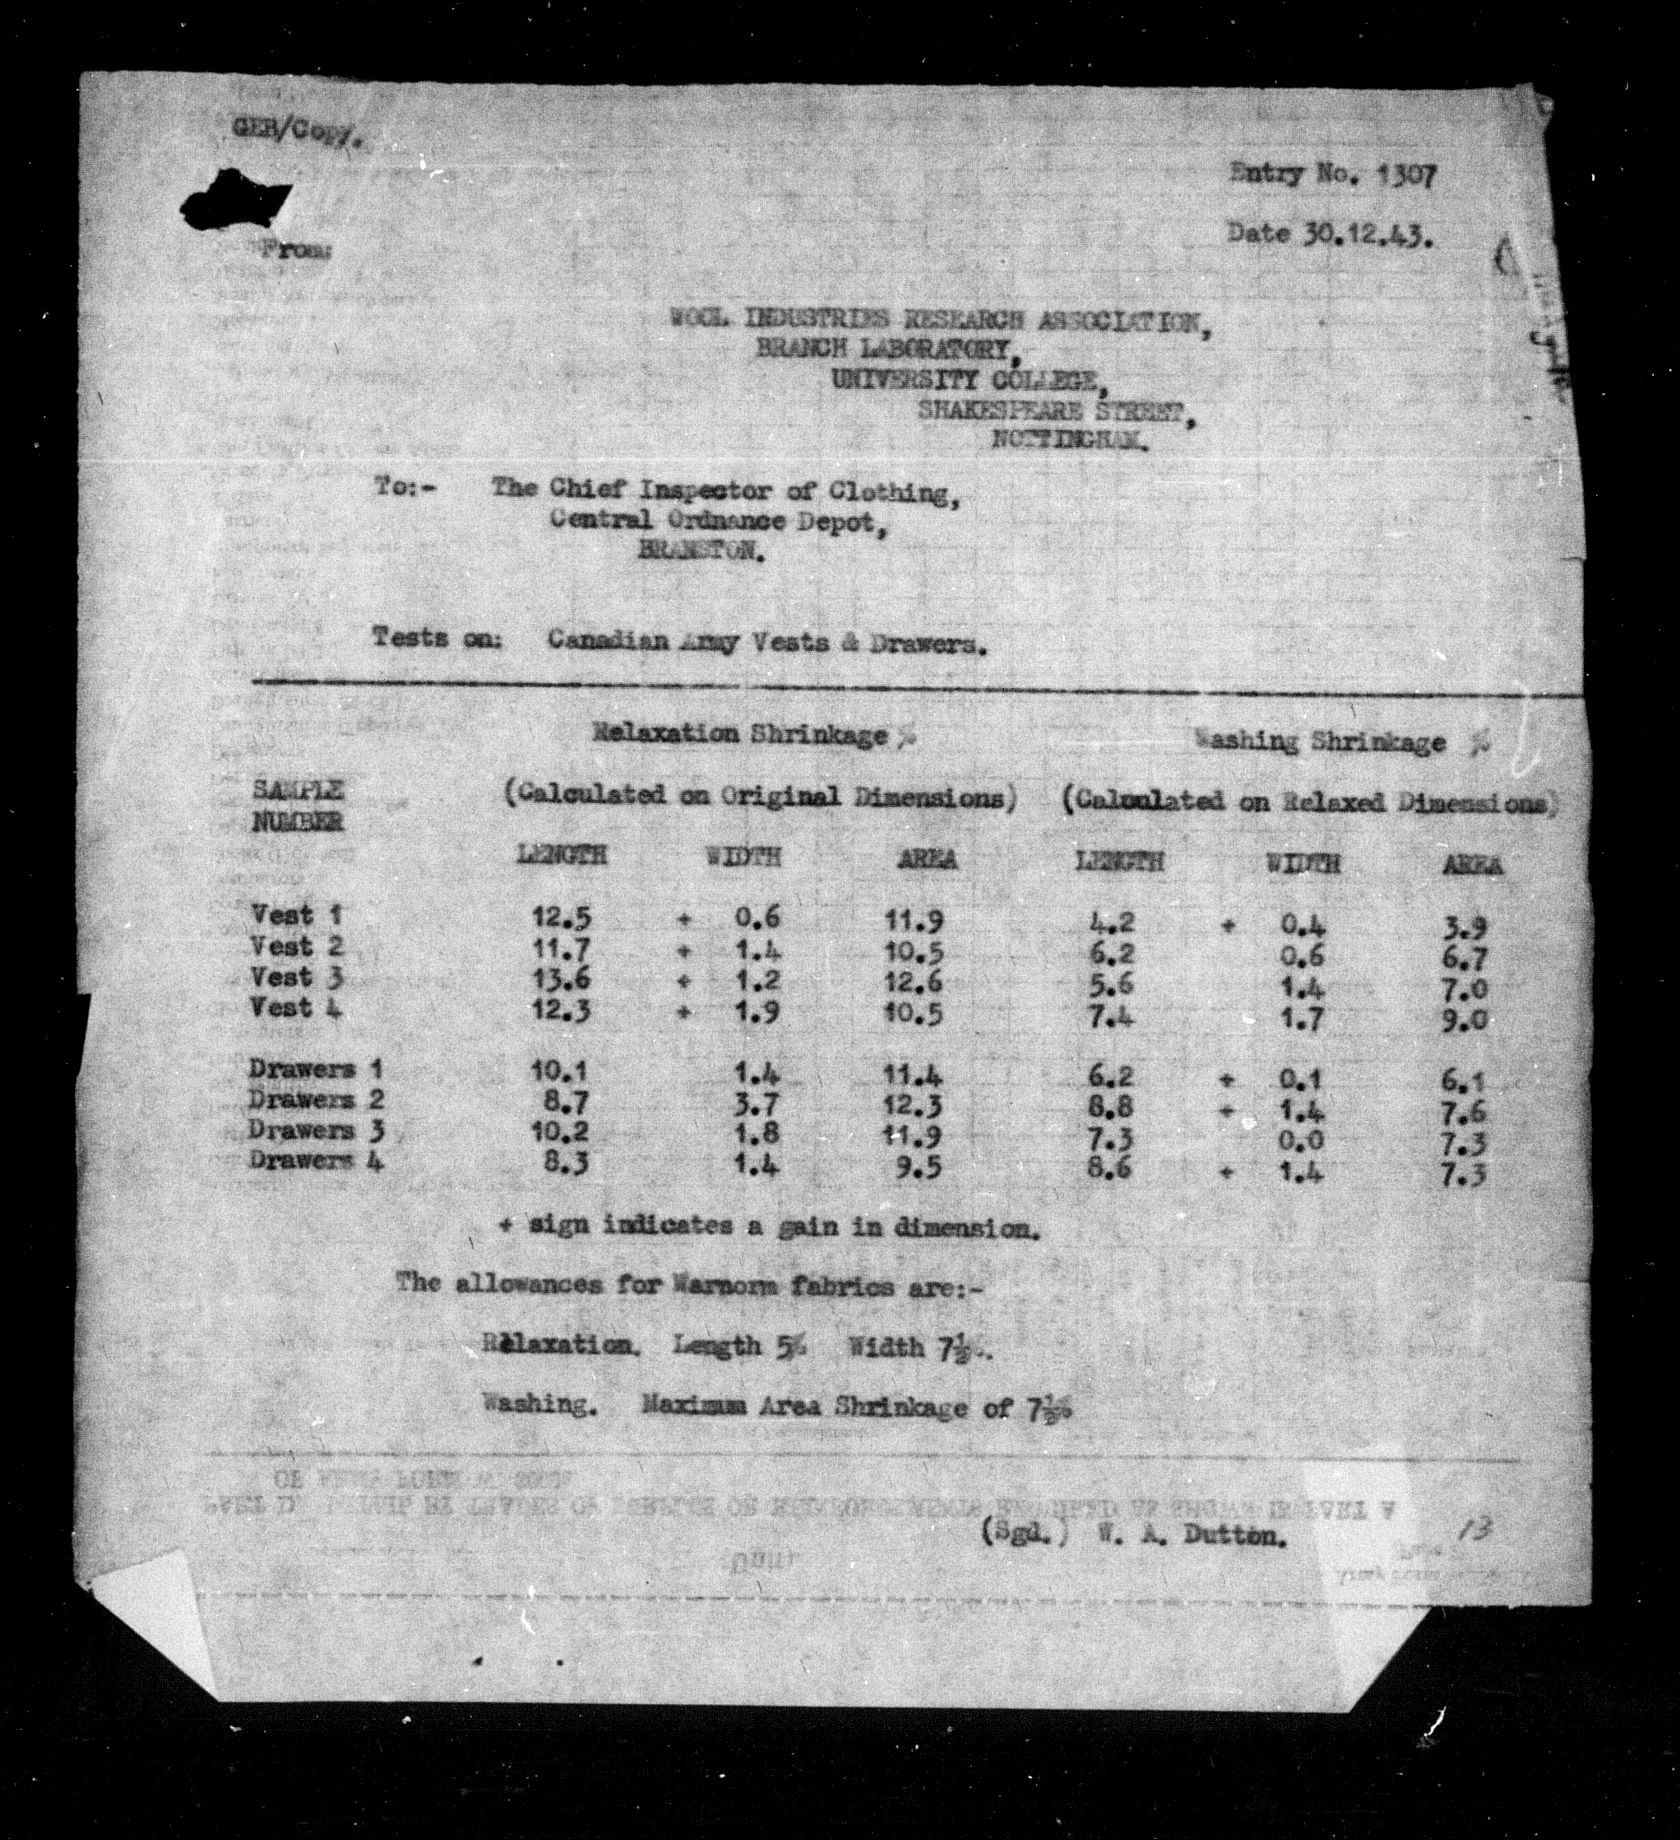 GEB/Copy.
Entry No. 1307
Date 30.12.43.
From:
WOOL INDUSTRIES RESEARCH ASSOCIATION,
BRANCH LABORATORY,
UNIVERSITY COLLEGE,
SHAKESPEARE STREET,
NOTTINGHAM.
To:- The Chief Inspector of Clothing,
Central Ordnance Depot,
BRANSTON.
Tests on: Canadian Army Vests & Drawers.
Relaxation Shrinkage % Washing Shrinkage %
SAMPLE (Calculated on Original Dimensions) (Calculated on Relaxed Dimensions)
NUMBER
LENGTH WIDTH AREA LENGTH WIDTH AREA
Vest 1 12.5 + 0.6 11.9 4.2 + 0.4 3.9
Vest 2 11.7 + 1.4 10.5 6.2 0.6 6.7
Vest 3 13.6 + 1.2 12.6 5.6 1.4 7.0
Vest 4 12.3 + 1.9 10.5 7.4 1.7 9.0
Drawers 1 10.1 1.4 11.4 6.2 + 0.1 6.1
Drawers 2 8.7 3.7 12.3 8.8 + 1.4 7.6
Drawers 3 10.2 1.8 11.9 7.3 0.0 7.3
Drawers 4 8.3 1.4 9.5 8.6 + 1.4 7.3
+ sign indicates a gain in dimension.
The allowances for Warnorm fabrics are:-
Relaxation. Length 5% Width 7½%.
Washing. Maximum Area Shrinkage of 7½%
(Sgd.) W. A. Dutton.
13